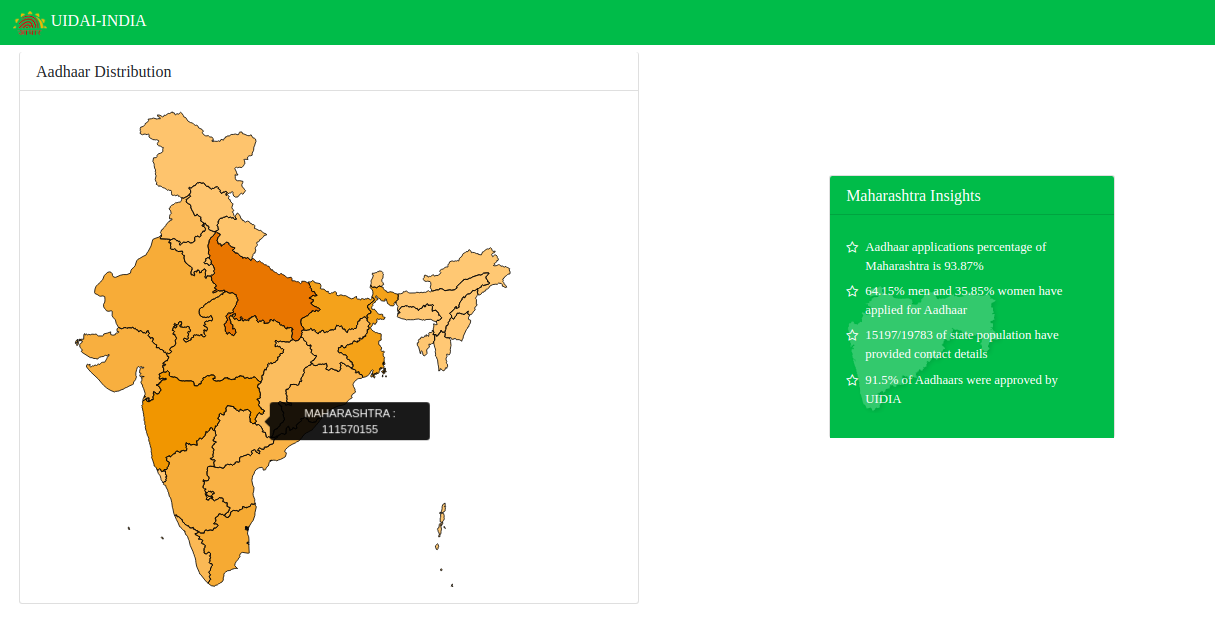 UIDAI-INDIA
Aadhaar Distribution
MAHARASHTRA :
111570155
Maharashtra Insights
Aadhaar applications percentage of
Maharashtra is 93.87%
64.15% men and 35.85% women have
applied for Aadhaar
15197/19783 of state population have
provided contact details
91.5% of Aadhaars were approved by
UIDIA